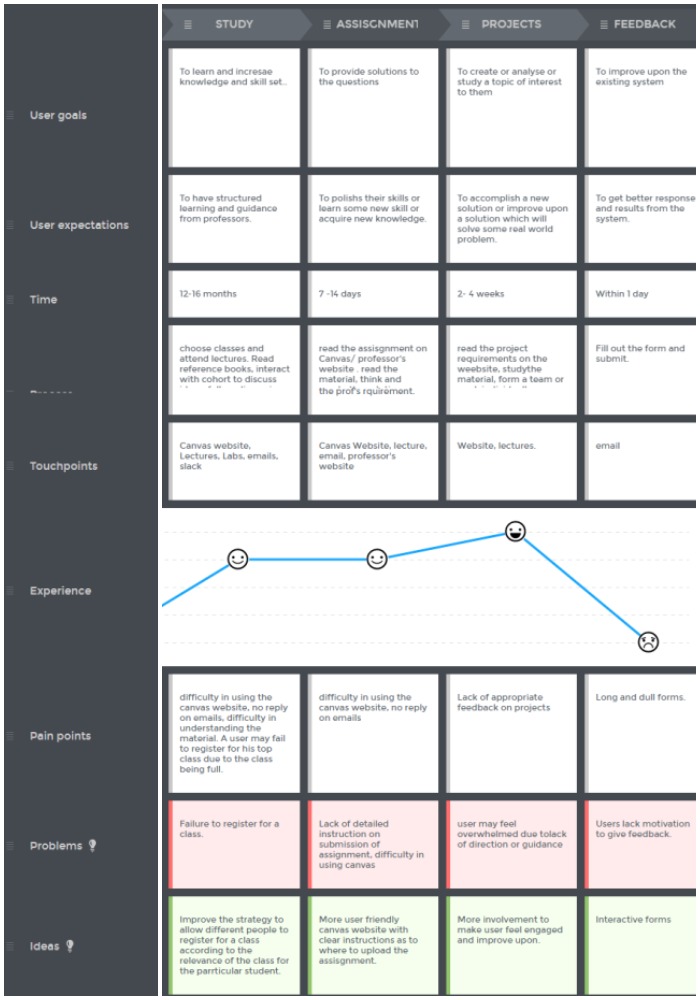 STUDY
ASSISGNMENT
PROJECTS
FEEDBACK
User goals
To learn and incresae
knowledge and skill set..
To provide solutions to
the questions
To create or analyse or
study a topic of interest
to them
To improve upon the
existing system
User expectations
To have structured
learning and guidance
from professors.
To polishs their skills or
learn some new skill or
acquire new knowledge.
To accomplish a new
solution or improve upon
a solution which will
solve some real world
problem.
To get better response
and results from the
system.
Time
12-16 months
7 -14 days
2- 4 weeks
Within 1 day
choose classes and
attend lectures. Read
reference books, interact
with cohort to discuss
read the assisgnment on
Canvas/ professor's
website . read the
material, think and
the prof's rquirement.
read the project
requirements on the
weebsite, studythe
material, form a team or
Fill out the form and
submit.
Touchpoints
Canvas website,
Lectures, Labs, emails,
slack
Canvas Website, lecture,
email, professor's
website
Website, lectures.
email
Experience
Pain points
difficulty in using the
canvas website, no reply
on emails, difficulty in
understanding the
material. A user may fail
to register for his top
class due to the class
being full.
difficulty in using the
canvas website, no reply
on emails
Lack of appropriate
feedback on projects
Long and dull forms.
Problems
Failure to register for a
class.
Lack of detailed
instruction on
submission of
assignment, difficulty in
using canvas
user may feel
overwhelmed due tolack
of direction or guidance
Users lack motivation
to give feedback.
Ideas
Improve the strategy to
allow different people to
register for a class
according to the
relevance of the class for
the parrticular student.
More user friendly
canvas website with
clear instructions as to
where to upload the
assisgnment.
More involvement to
make user feel engaged
and improve upon.
Interactive forms